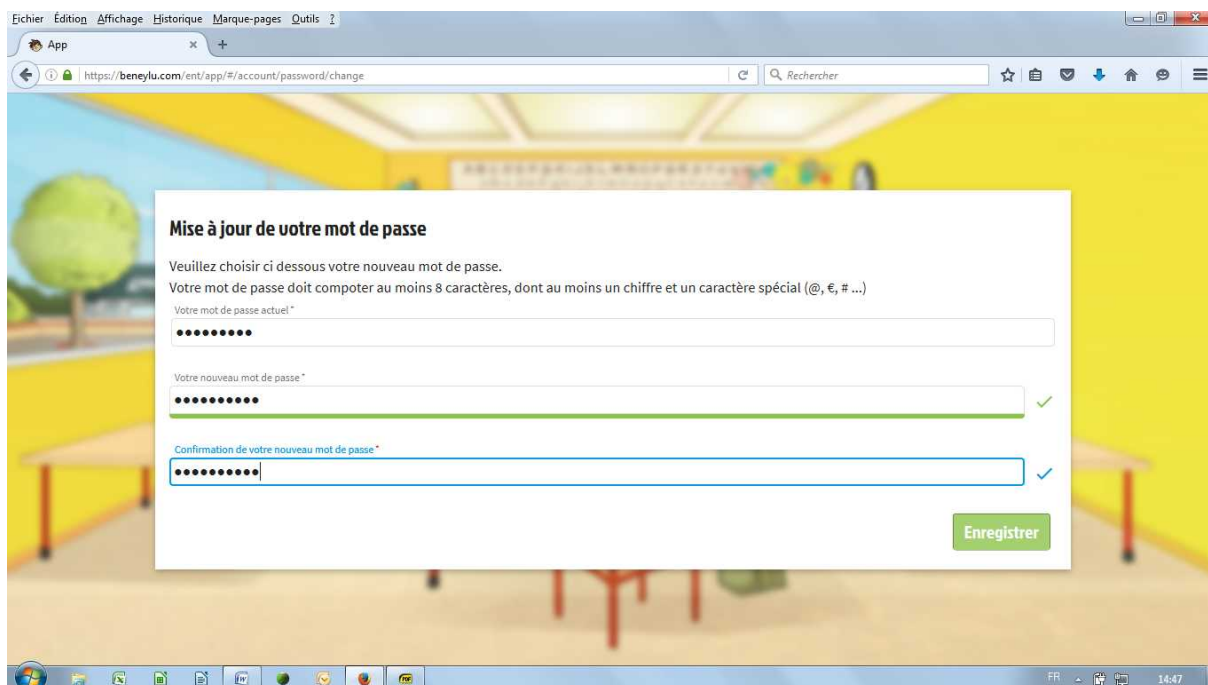 Eichier Édition Affichage Historique Marque-pages Outils ?
App
https://beneylu.com/ent/app/#/account/password/change
Rechercher
Mise à jour de votre mot de passe
Veuillez choisir ci dessous votre nouveau mot de passe.
Votre mot de passe doit compoter au moins 8 caractères, dont au moins un chiffre et un caractère spécial (@, €, # ...)
Votre mot de passe actuel *
Votre nouveau mot de passe *
Confirmation de votre nouveau mot de passe *
Enregistrer
PDF
FR
14:47